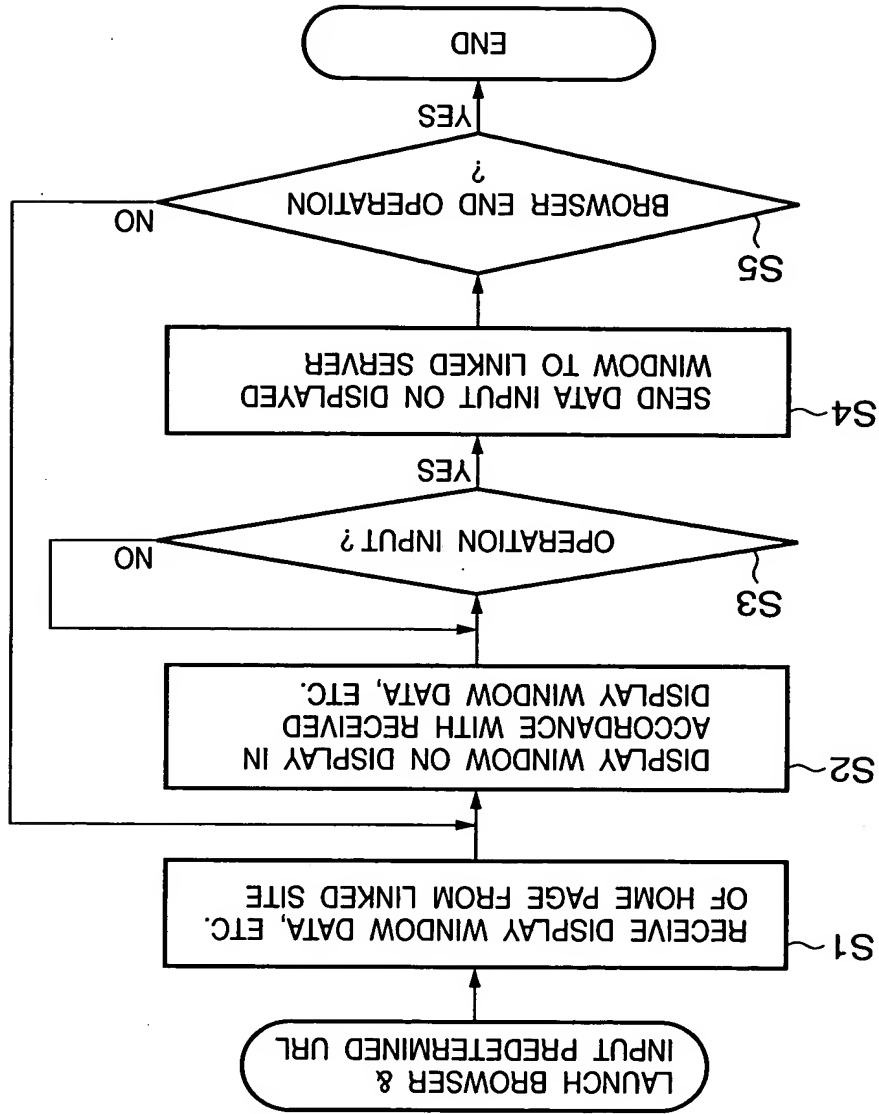 LAUNCH BROWSER &
INPUT PREDETERMINED URL
S1
RECEIVE DISPLAY WINDOW DATA, ETC.
OF HOME PAGE FROM LINKED SITE
S2
DISPLAY WINDOW ON DISPLAY IN
ACCORDANCE WITH RECEIVED
DISPLAY WINDOW DATA, ETC.
S3
OPERATION INPUT?
NO
YES
S4
SEND DATA INPUT ON DISPLAYED
WINDOW TO LINKED SERVER
S5
BROWSER END OPERATION
?
NO
YES
END